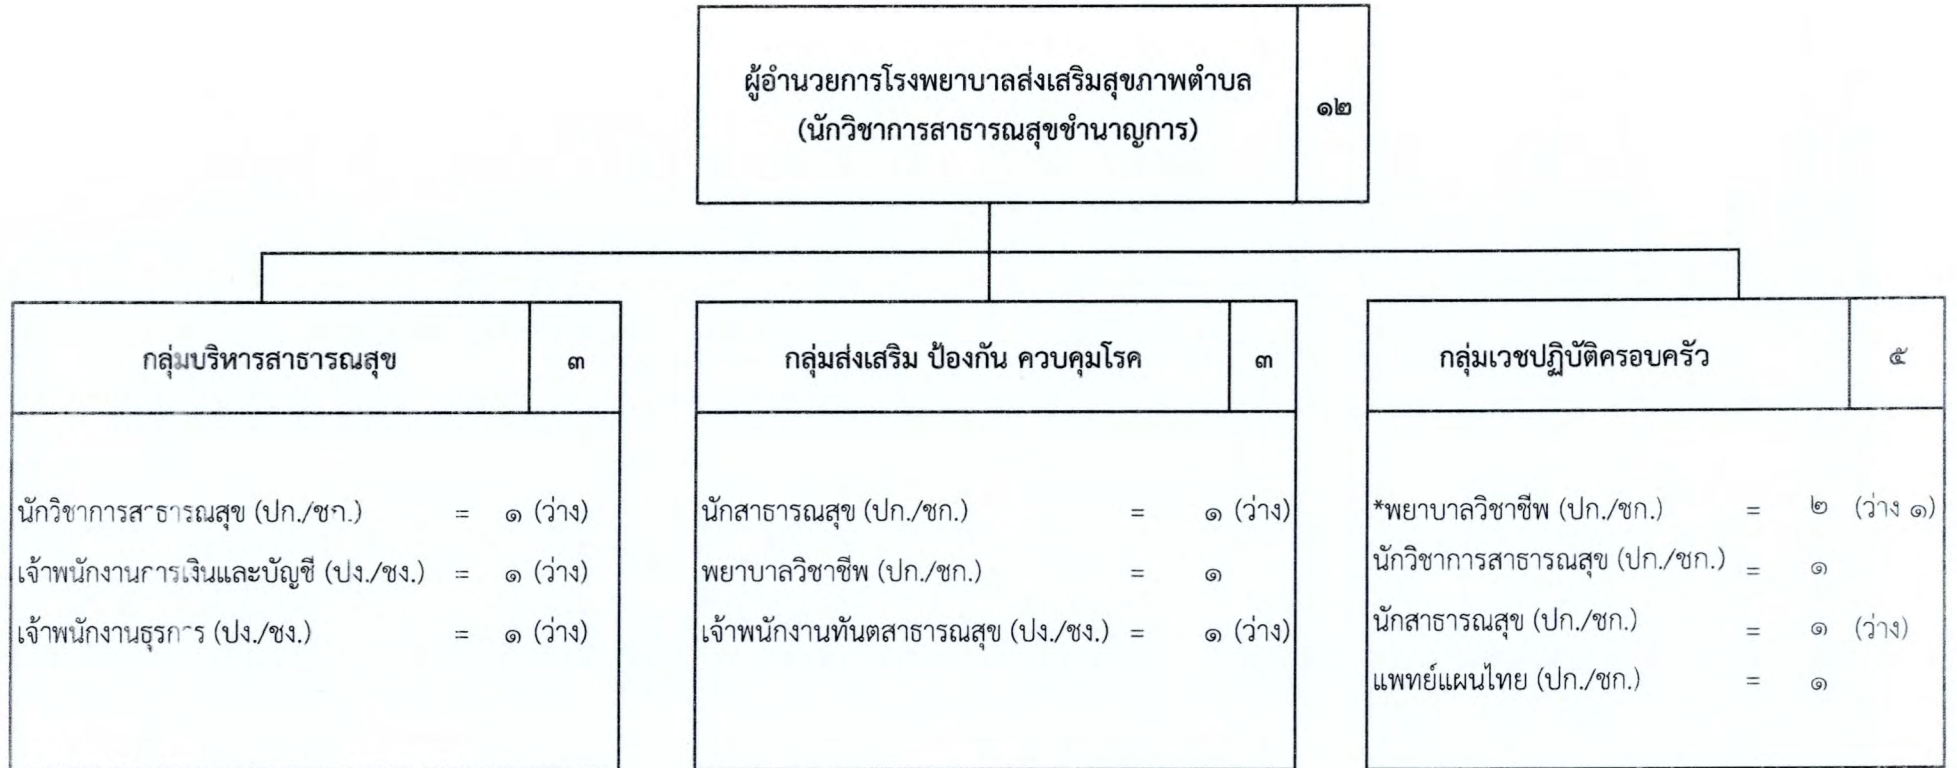 ผู้อำนวยการโรงพยาบาลส่งเสริมสุขภาพตำบล
(นักวิชาการสาธารณสุขชำนาญการ)
๑๒
กลุ่มบริหารสาธารณสุข ๓
นักวิชาการสาธารณสุข (ปก./ชก.) = ๑ (ว่าง)
เจ้าพนักงานการเงินและบัญชี (ปง./ชง.) = ๑ (ว่าง)
เจ้าพนักงานธุรการ (ปง./ชง.) = ๑ (ว่าง)
กลุ่มส่งเสริม ป้องกัน ควบคุมโรค ๓
นักสาธารณสุข (ปก./ชก.) = ๑ (ว่าง)
พยาบาลวิชาชีพ (ปก./ชก.) = ๑
เจ้าพนักงานทันตสาธารณสุข (ปง./ชง.) = ๑ (ว่าง)
กลุ่มเวชปฏิบัติครอบครัว ๕
*พยาบาลวิชาชีพ (ปก./ชก.) = ๒ (ว่าง ๑)
นักวิชาการสาธารณสุข (ปก./ชก.) = ๑
นักสาธารณสุข (ปก./ชก.) = ๑ (ว่าง)
แพทย์แผนไทย (ปก./ชก.) = ๑